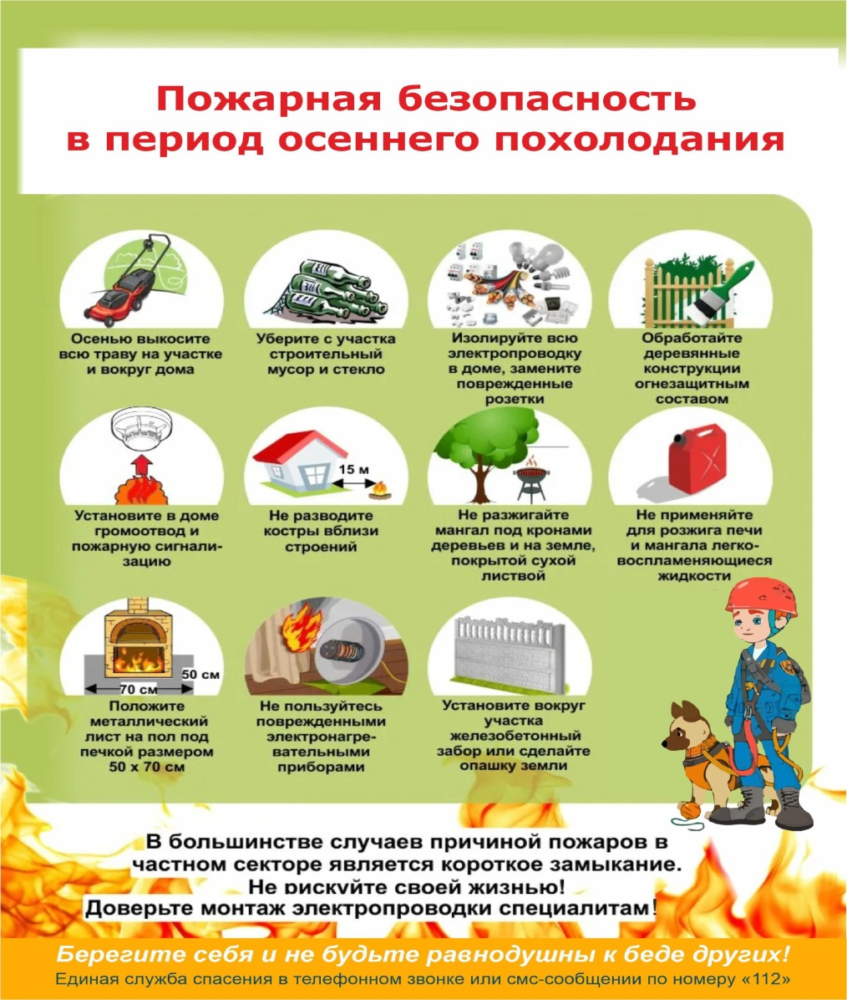 Пожарная безопасность
в период осеннего похолодания
Осенью выкосите
всю траву на участке
и вокруг дома
Уберите с участка
строительный
мусор и стекло
Изолируйте всю
электропроводку
в доме, замените
поврежденные
розетки
Обработайте
деревянные
конструкции
огнезащитным
составом
15 м
Установите в доме
громоотвод и
пожарную сигнали-
зацию
Не разводите
костры вблизи
строений
Не разжигайте
мангал под кронами
деревьев и на земле,
покрытой сухой
листвой
Не применяйте
для розжига печи
и мангала легко-
воспламеняющиеся
жидкости
50 см
70 см
Положите
металлический
лист на пол под
печкой размером
50 х 70 см
Не пользуйтесь
поврежденными
электронагре-
вательными
приборами
Установите вокруг
участка
железобетонный
забор или сделайте
опашку земли
В большинстве случаев причиной пожаров в
частном секторе является короткое замыкание.
Не рискуйте своей жизнью!
Доверьте монтаж электропроводки специалитам!
Берегите себя и не будьте равнодушны к беде других!
Единая служба спасения в телефонном звонке или смс-сообщении по номеру «112»